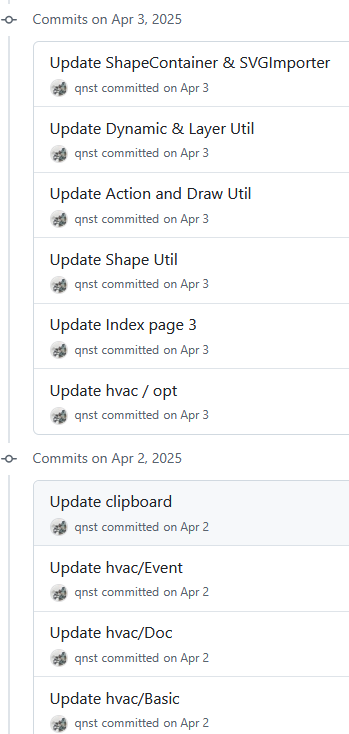 Commits on Apr 3, 2025
Update ShapeContainer & SVGImporter
qnst committed on Apr 3
Update Dynamic & Layer Util
qnst committed on Apr 3
Update Action and Draw Util
qnst committed on Apr 3
Update Shape Util
qnst committed on Apr 3
Update Index page 3
qnst committed on Apr 3
Update hvac / opt
qnst committed on Apr 3
Commits on Apr 2, 2025
Update clipboard
qnst committed on Apr 2
Update hvac/Event
qnst committed on Apr 2
Update hvac/Doc
qnst committed on Apr 2
Update hvac/Basic
qnst committed on Apr 2